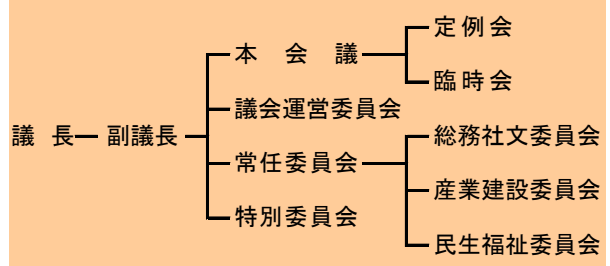 定例会
本会議
臨時会
議会運営委員会
議長
副議長
総務社文委員会
常任委員会
産業建設委員会
特別委員会
民生福祉委員会